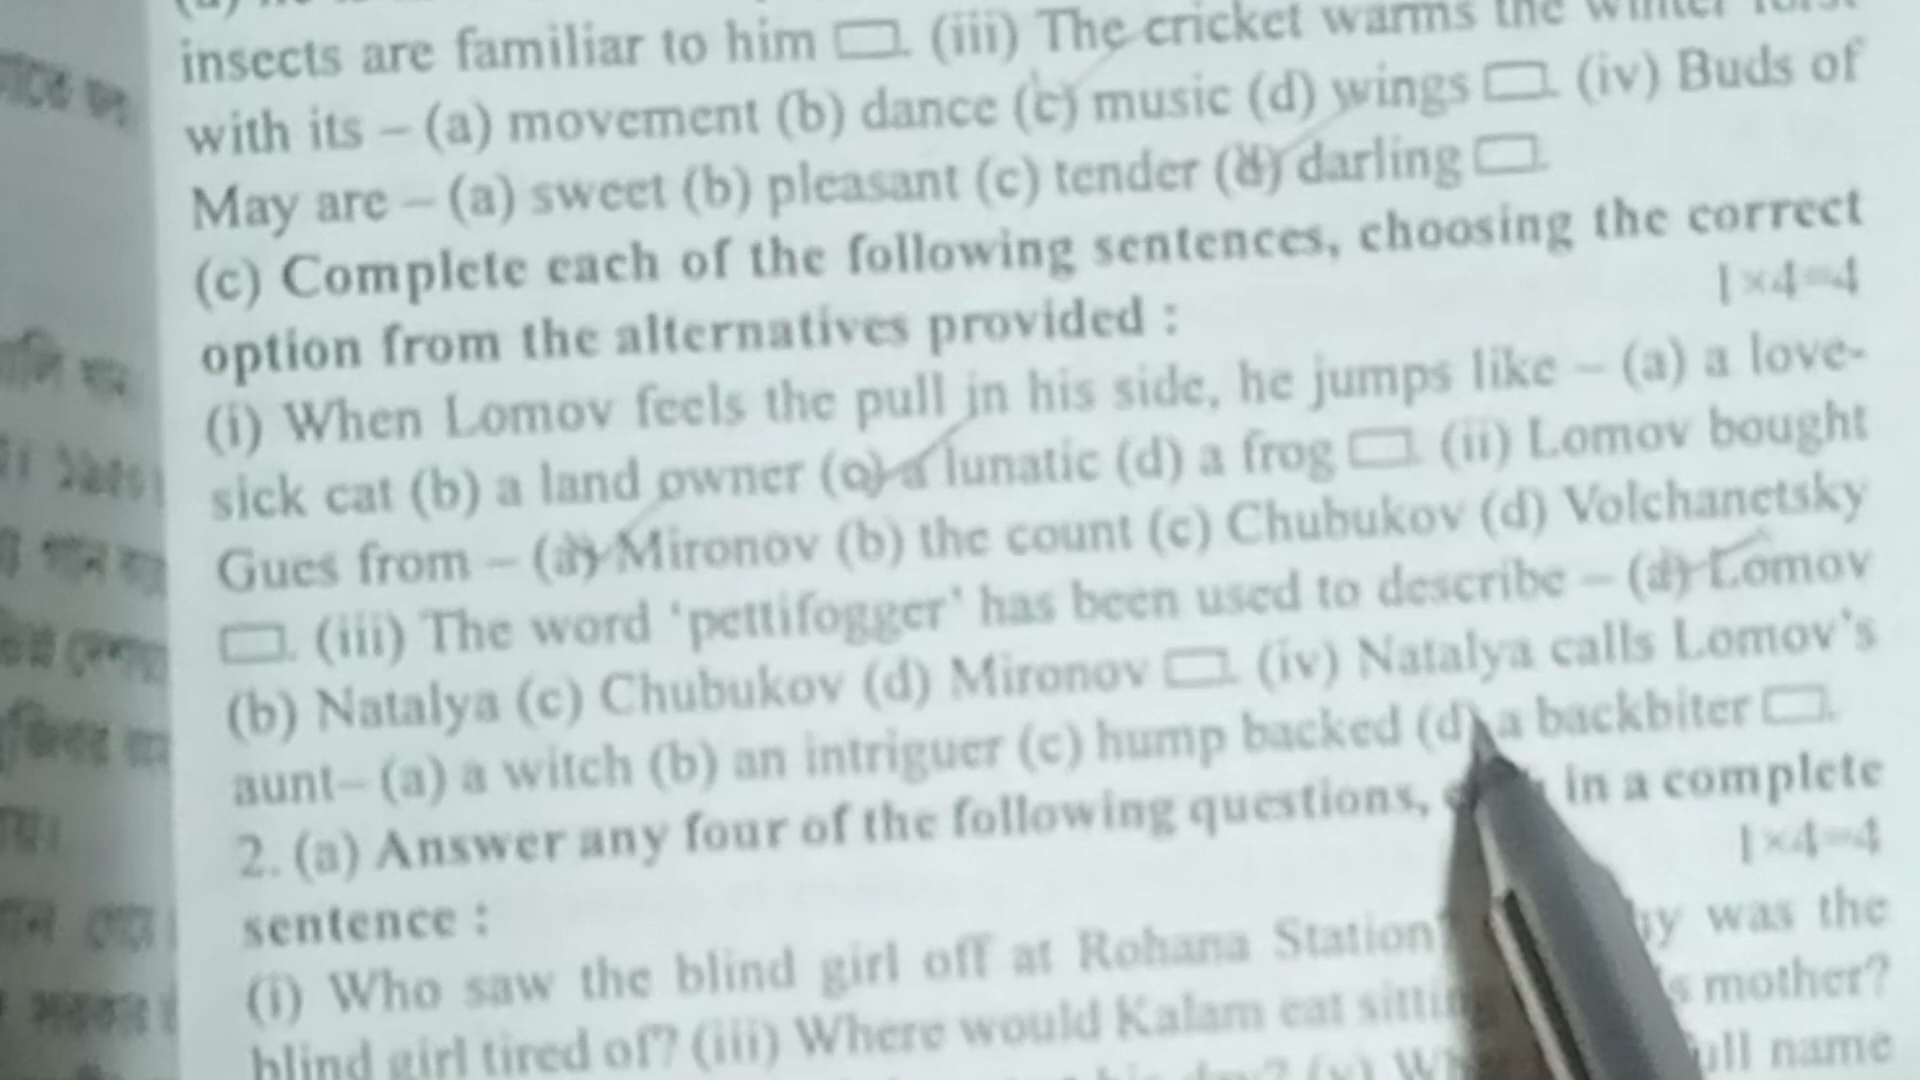 insects are familiar to him ▭. (iii) The cricket warms the winter
with its – (a) movement (b) dance (c) music (d) wings ▭. (iv) Buds of
May are – (a) sweet (b) pleasant (c) tender (d) darling ▭.
(c) Complete each of the following sentences, choosing the correct
option from the alternatives provided : 1×4=4
(i) When Lomov feels the pull in his side, he jumps like – (a) a love-
sick cat (b) a land owner (c) a lunatic (d) a frog ▭. (ii) Lomov bought
Gues from – (a) Mironov (b) the count (c) Chubukov (d) Volchanetsky
▭. (iii) The word 'pettifogger' has been used to describe – (a) Lomov
(b) Natalya (c) Chubukov (d) Mironov ▭. (iv) Natalya calls Lomov's
aunt– (a) a witch (b) an intriguer (c) hump backed (d) a backbiter ▭.
2. (a) Answer any four of the following questions, in a complete
sentence : 1×4=4
(i) Who saw the blind girl off at Rohana Station was the
blind girl tired of? (iii) Where would Kalam eat mother?
name